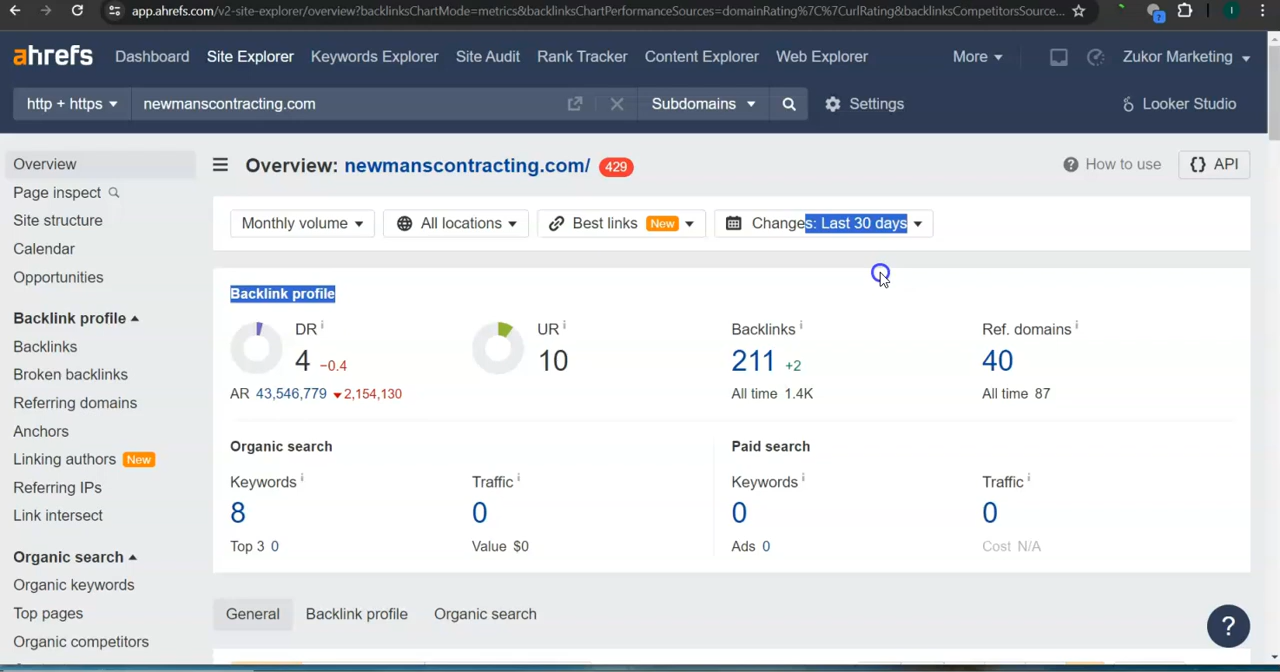 app.ahrefs.com/v2-site-explorer/overview?backlinksChartMode=metrics&backlinksChartPerformanceSources=domainRating%7C%7CurlRating&backlinksCompetitorsSource...
ahrefs Dashboard Site Explorer Keywords Explorer Site Audit Rank Tracker Content Explorer Web Explorer More Zukor Marketing
http + https newmanscontracting.com Subdomains Settings Looker Studio
Overview
Page inspect
Site structure
Calendar
Opportunities
Backlink profile
Backlinks
Broken backlinks
Referring domains
Anchors
Linking authors New
Referring IPs
Link intersect
Organic search
Organic keywords
Top pages
Organic competitors
Overview: newmanscontracting.com/ 429 How to use {} API
Monthly volume All locations Best links New Changes: Last 30 days
Backlink profile
DR i UR i Backlinks i Ref. domains i
4 −0.4 10 211 +2 40
AR 43,546,779 2,154,130 All time 1.4K All time 87
Organic search Paid search
Keywords i Traffic i Keywords i Traffic i
8 0 0 0
Top 3 0 Value $0 Ads 0 Cost N/A
General Backlink profile Organic search
?